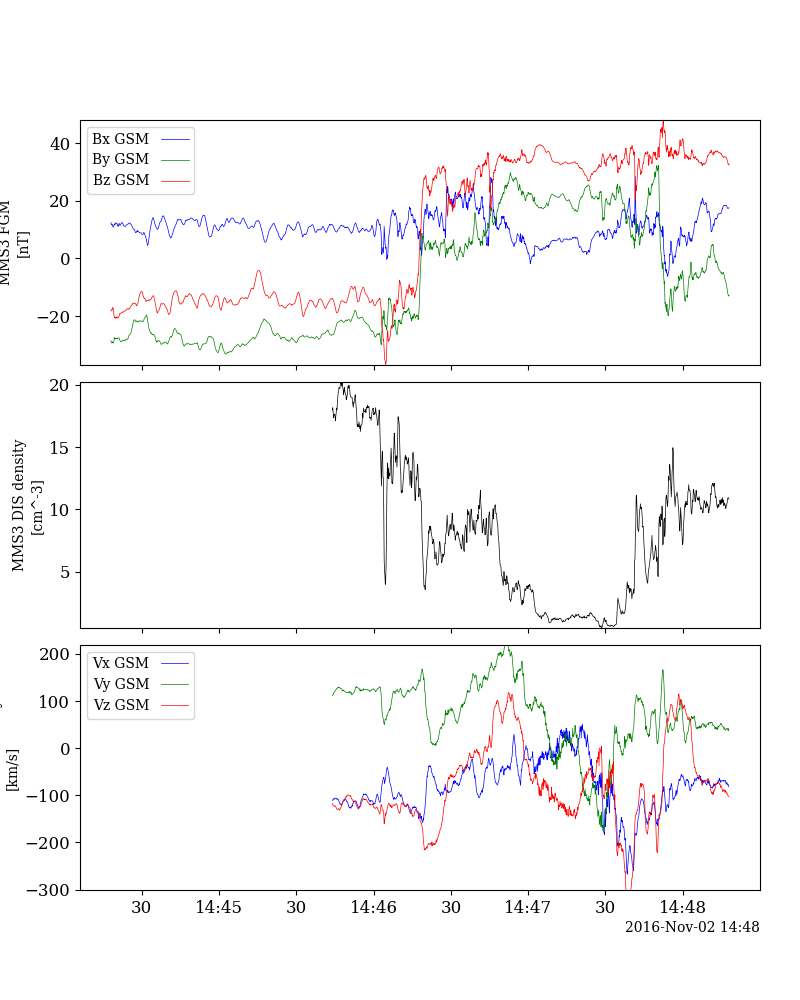 40
20
0
−20
MMS3 FGM
[nT]
Bx GSM
By GSM
Bz GSM
20
15
10
5
MMS3 DIS density
[cm^-3]
200
100
0
−100
−200
−300
[km/s]
Vx GSM
Vy GSM
Vz GSM
30 14:45 30 14:46 30 14:47 30 14:48
2016-Nov-02 14:48